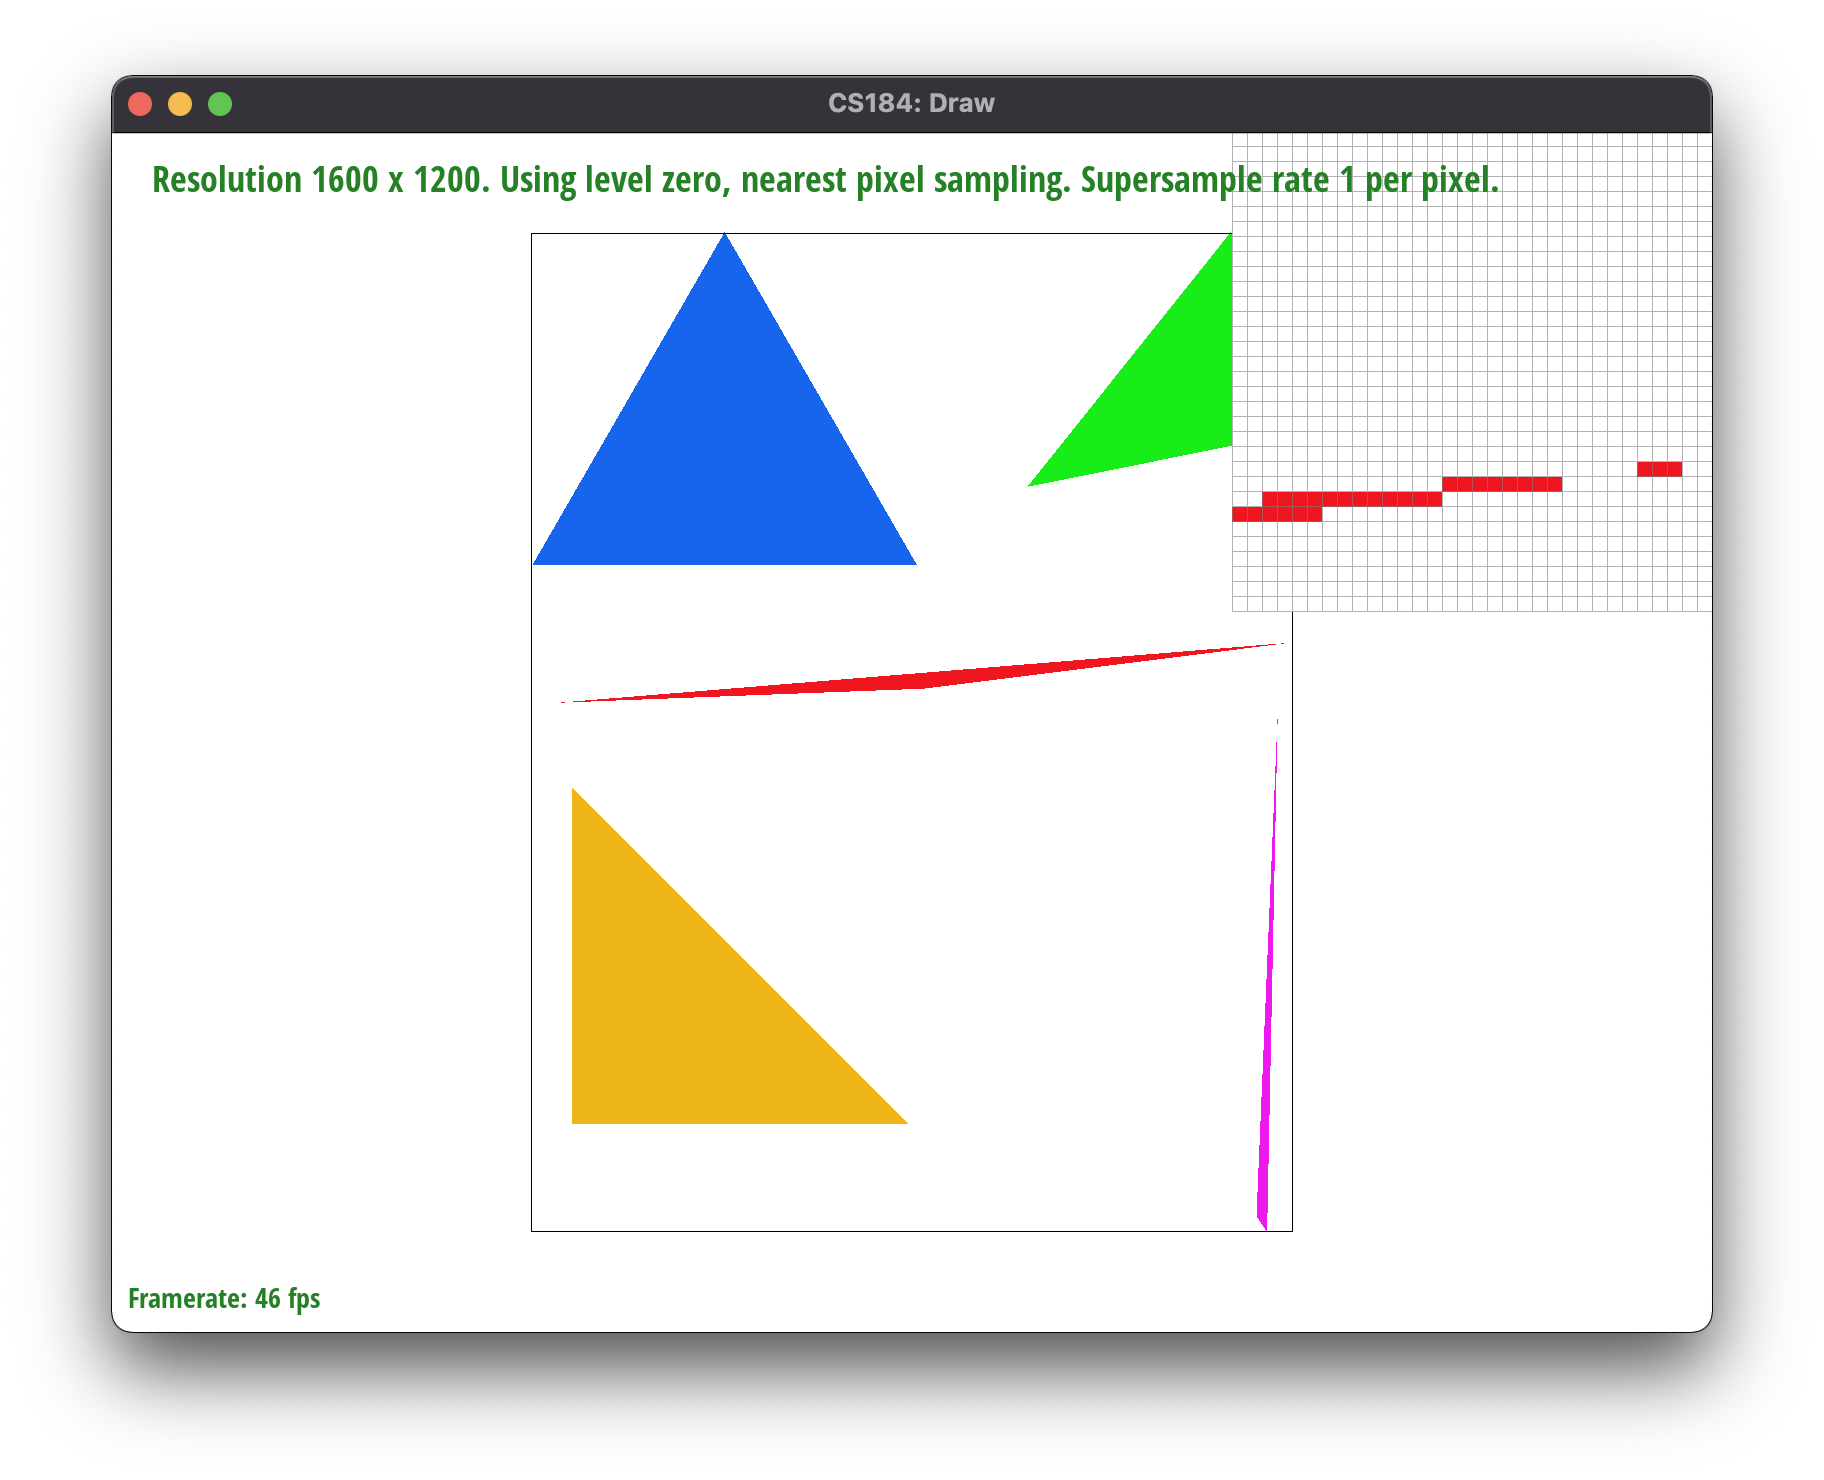 CS184: Draw
Resolution 1600 x 1200. Using level zero, nearest pixel sampling. Supersample rate 1 per pixel.
Framerate: 46 fps